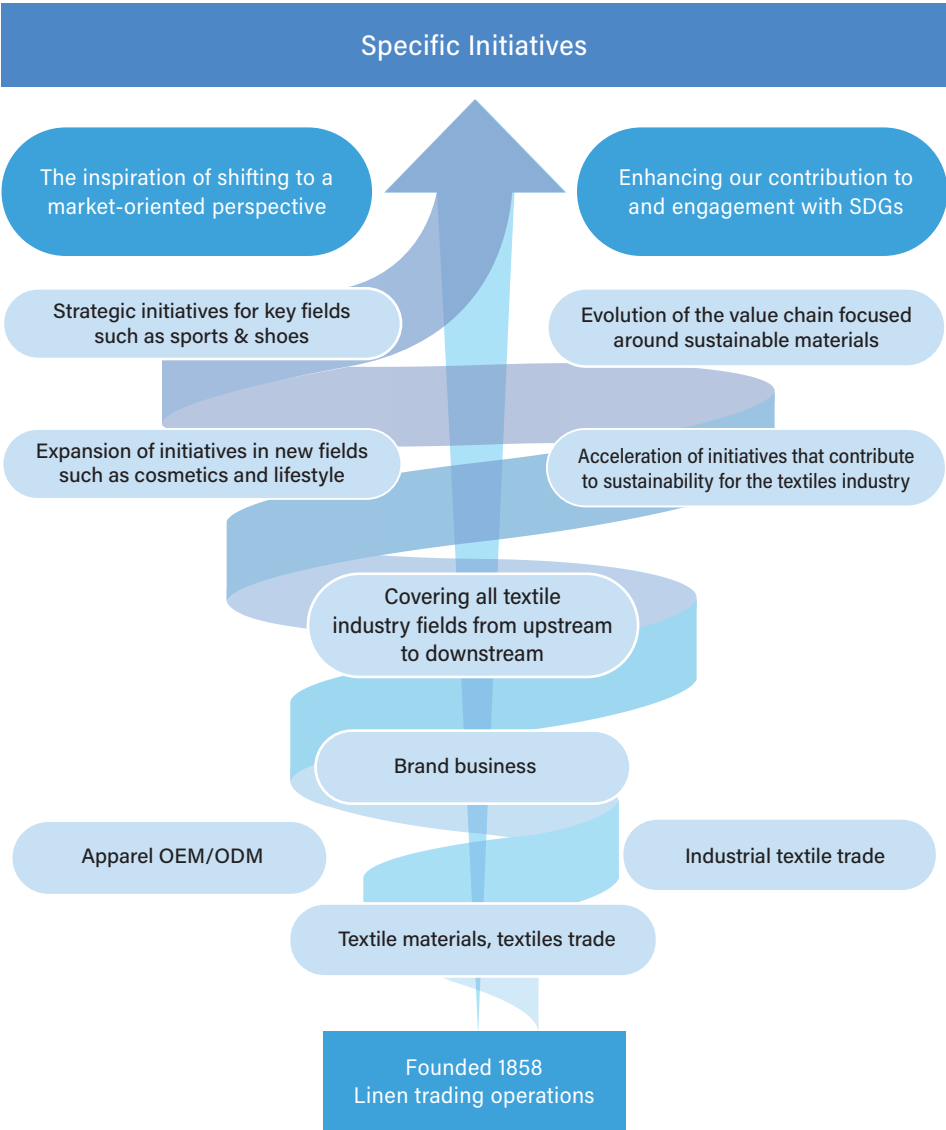 Specific Initiatives
The inspiration of shifting to a
market-oriented perspective
Enhancing our contribution to
and engagement with SDGs
Strategic initiatives for key fields
such as sports & shoes
Evolution of the value chain focused
around sustainable materials
Expansion of initiatives in new fields
such as cosmetics and lifestyle
Acceleration of initiatives that contribute
to sustainability for the textiles industry
Covering all textile
industry fields from upstream
to downstream
Brand business
Apparel OEM/ODM
Industrial textile trade
Textile materials, textiles trade
Founded 1858
Linen trading operations